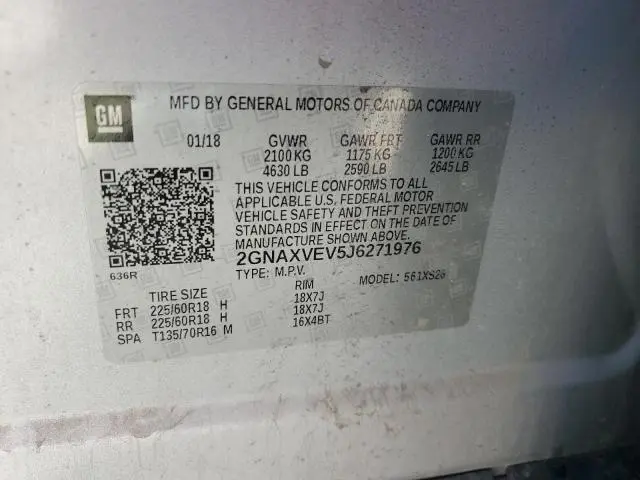 GM
MFD BY GENERAL MOTORS OF CANADA COMPANY
01/18 GVWR GAWR FRT GAWR RR
2100 KG 1175 KG 1200 KG
4630 LB 2590 LB 2645 LB
THIS VEHICLE CONFORMS TO ALL
APPLICABLE U.S. FEDERAL MOTOR
VEHICLE SAFETY AND THEFT PREVENTION
STANDARDS IN EFFECT ON THE DATE OF
MANUFACTURE SHOWN ABOVE.
2GNAXVEV5J6271976
636R TYPE: M.P.V. MODEL: 561XS26
TIRE SIZE RIM
FRT 225/60R18 H 18X7J
RR 225/60R18 H 18X7J
SPA T135/70R16 M 16X4BT